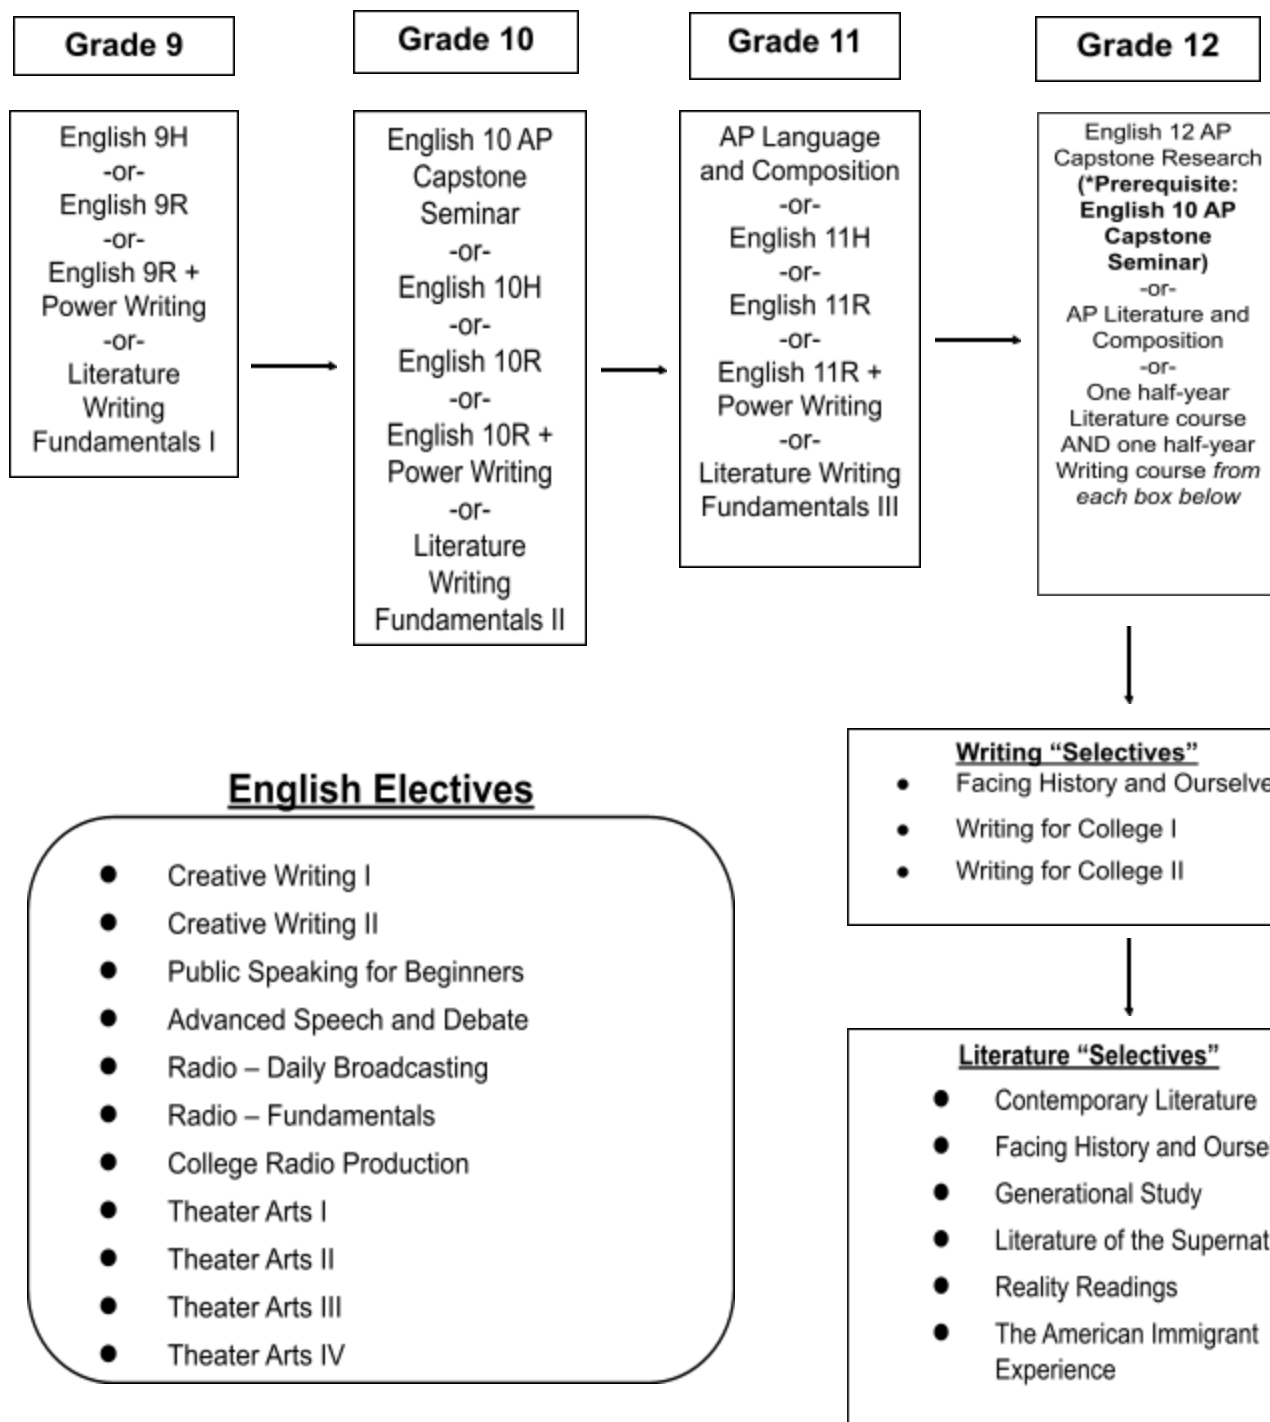 Grade 9
English 9H
-or-
English 9R
-or-
English 9R +
Power Writing
-or-
Literature
Writing
Fundamentals I
Grade 10
English 10 AP
Capstone
Seminar
-or-
English 10H
-or-
English 10R
-or-
English 10R +
Power Writing
-or-
Literature
Writing
Fundamentals II
Grade 11
AP Language
and Composition
-or-
English 11H
-or-
English 11R
-or-
English 11R +
Power Writing
-or-
Literature Writing
Fundamentals III
Grade 12
English 12 AP
Capstone Research
(*Prerequisite:
English 10 AP
Capstone
Seminar)
-or-
AP Literature and
Composition
-or-
One half-year
Literature course
AND one half-year
Writing course from
each box below
Writing “Selectives”
• Facing History and Ourselve
• Writing for College I
• Writing for College II
Literature “Selectives”
• Contemporary Literature
• Facing History and Ourse
• Generational Study
• Literature of the Supernat
• Reality Readings
• The American Immigrant
Experience
English Electives
• Creative Writing I
• Creative Writing II
• Public Speaking for Beginners
• Advanced Speech and Debate
• Radio – Daily Broadcasting
• Radio – Fundamentals
• College Radio Production
• Theater Arts I
• Theater Arts II
• Theater Arts III
• Theater Arts IV